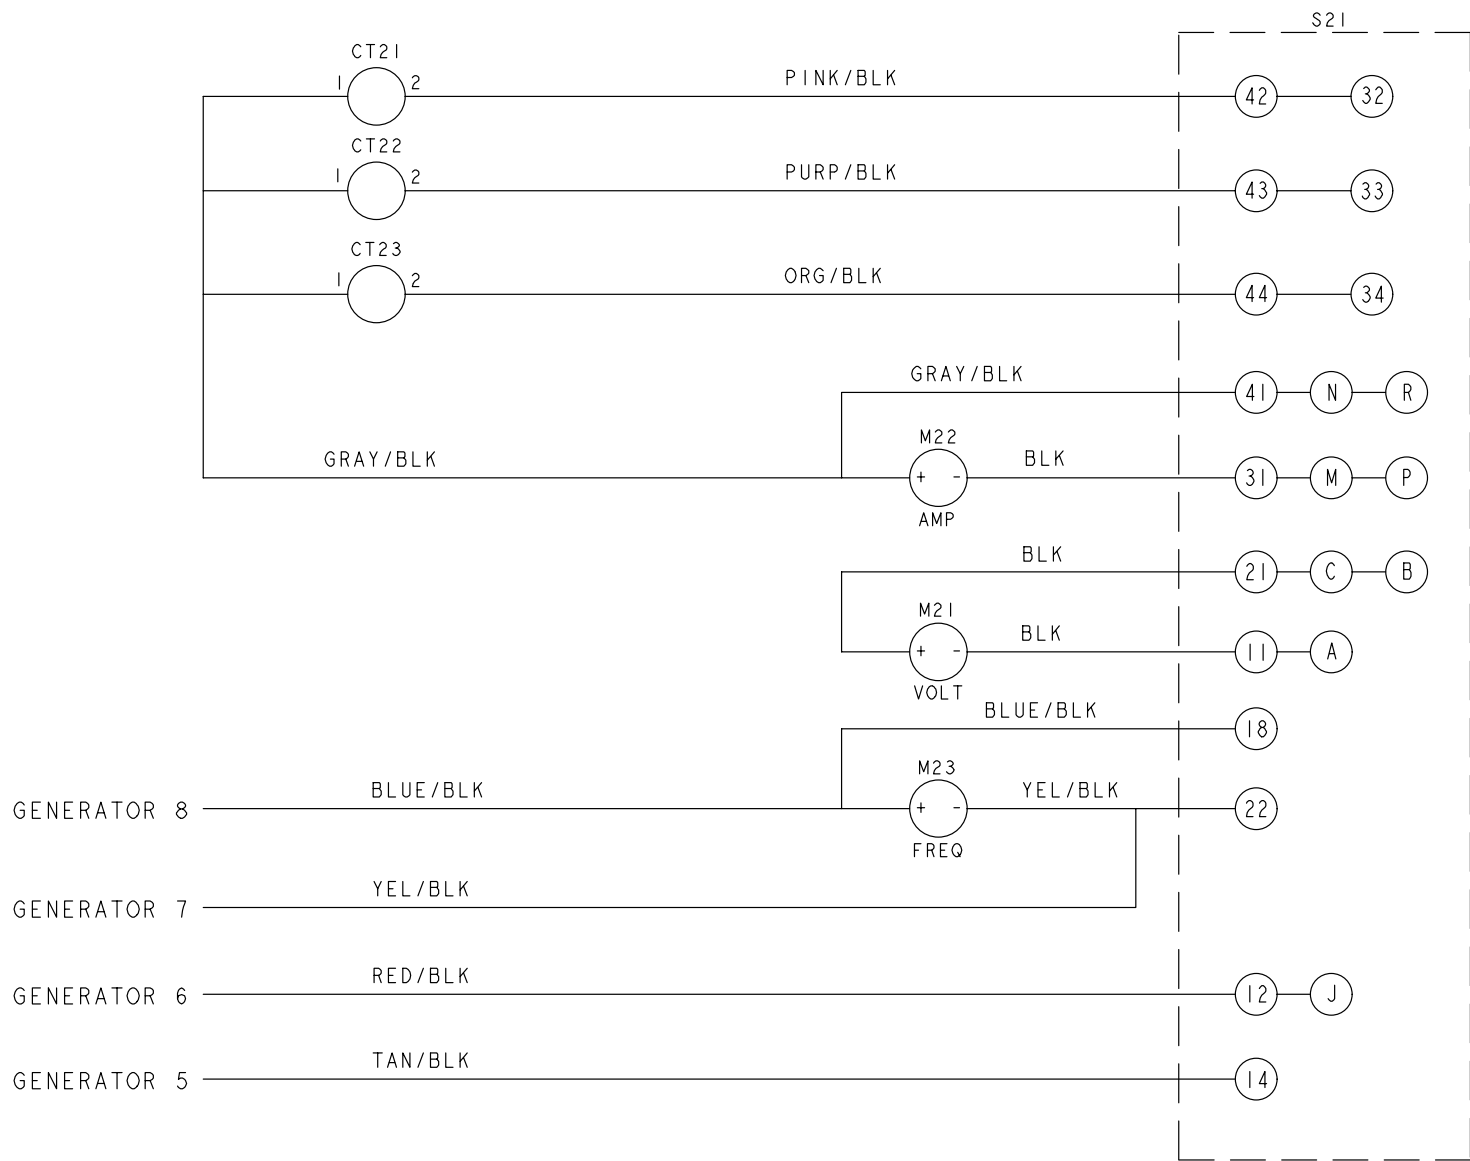 S21
CT21
1 2 PINK/BLK 42 32
CT22
1 2 PURP/BLK 43 33
CT23
1 2 ORG/BLK 44 34
GRAY/BLK 41 N R
M22
GRAY/BLK + - BLK 31 M P
AMP
BLK 21 C B
M21
+ - BLK 11 A
VOLT
BLUE/BLK 18
M23
GENERATOR 8 BLUE/BLK + - YEL/BLK 22
FREQ
GENERATOR 7 YEL/BLK
GENERATOR 6 RED/BLK 12 J
GENERATOR 5 TAN/BLK 14